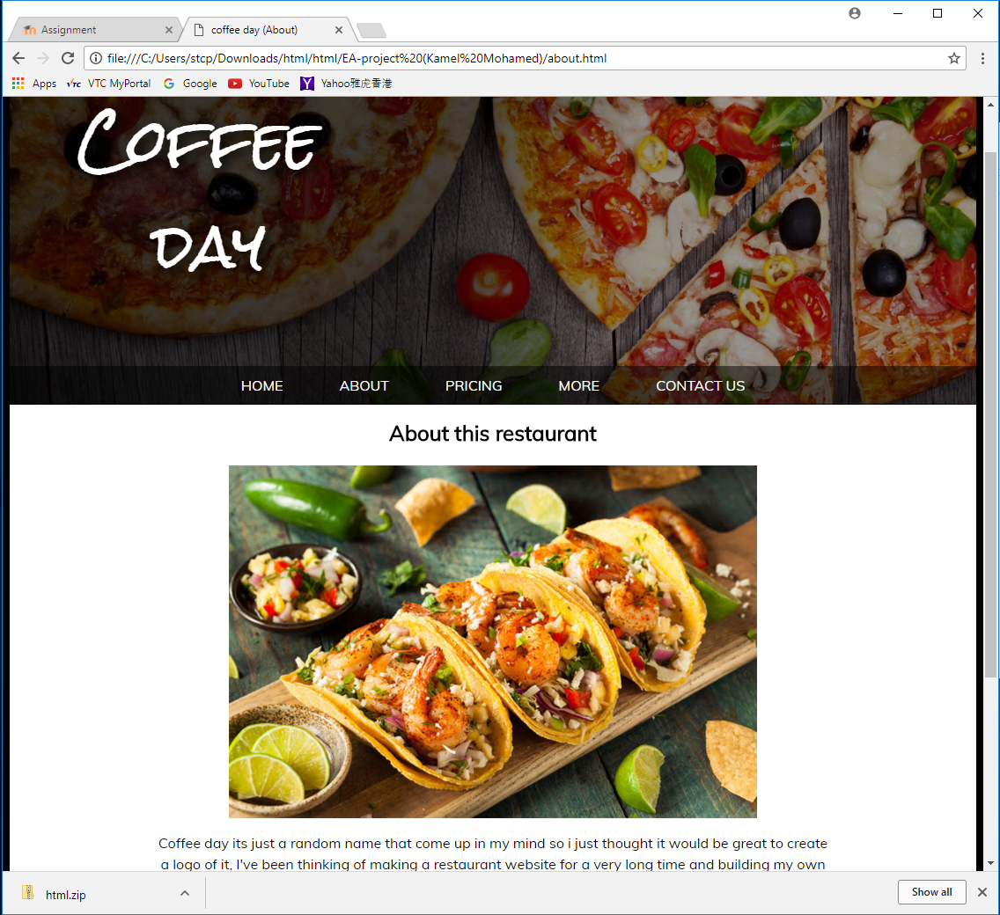 Assignment
coffee day (About)
file:///C:/Users/stcp/Downloads/html/html/EA-project%20(Kamel%20Mohamed)/about.html
Apps VTC VTC MyPortal Google YouTube Yahoo雅虎香港
COFFEE
DAY
HOME ABOUT PRICING MORE CONTACT US
About this restaurant
Coffee day its just a random name that come up in my mind so i just thought it would be great to create
a logo of it, I've been thinking of making a restaurant website for a very long time and building my own
html.zip Show all